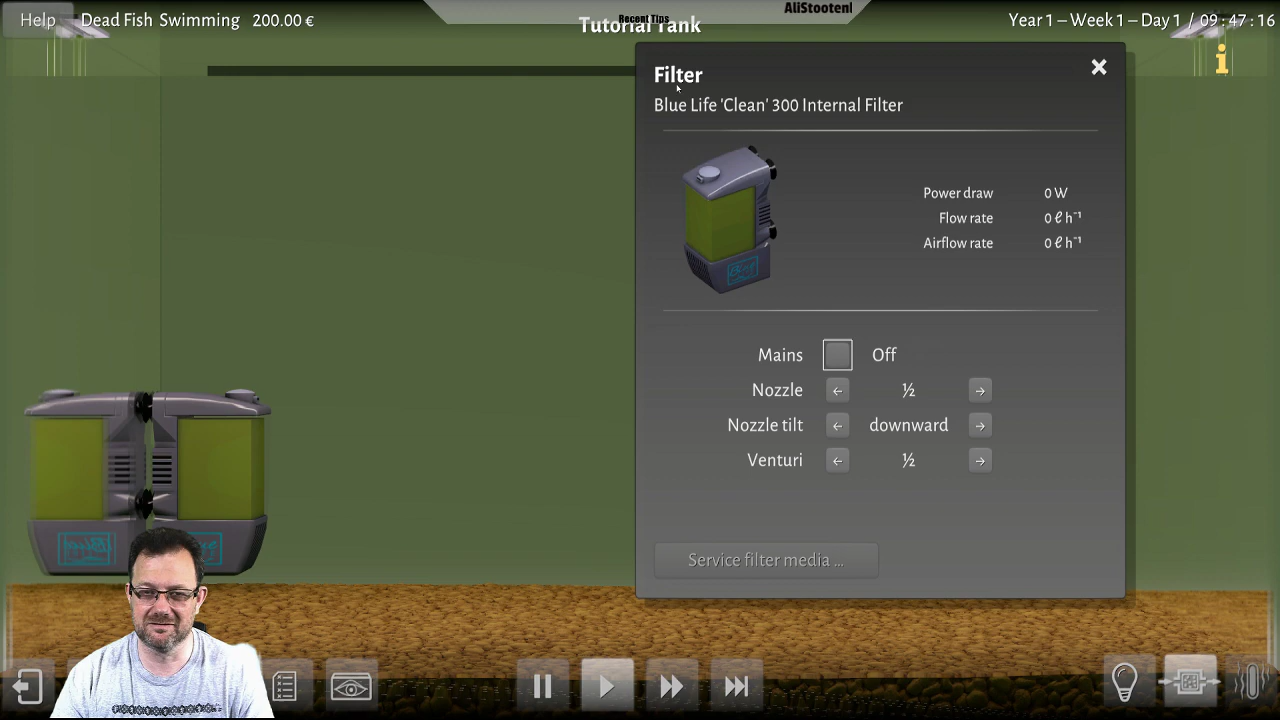 Help Dead Fish Swimming 200.00 €
Recent Tips
AliStooten!
Tutorial Tank
Year 1 – Week 1 – Day 1 / 09:47:16
i
Filter
Blue Life 'Clean' 300 Internal Filter
Power draw 0 W
Flow rate 0 ℓ h⁻¹
Airflow rate 0 ℓ h⁻¹
Mains Off
Nozzle ← ½ →
Nozzle tilt ← downward →
Venturi ← ½ →
Service filter media ...